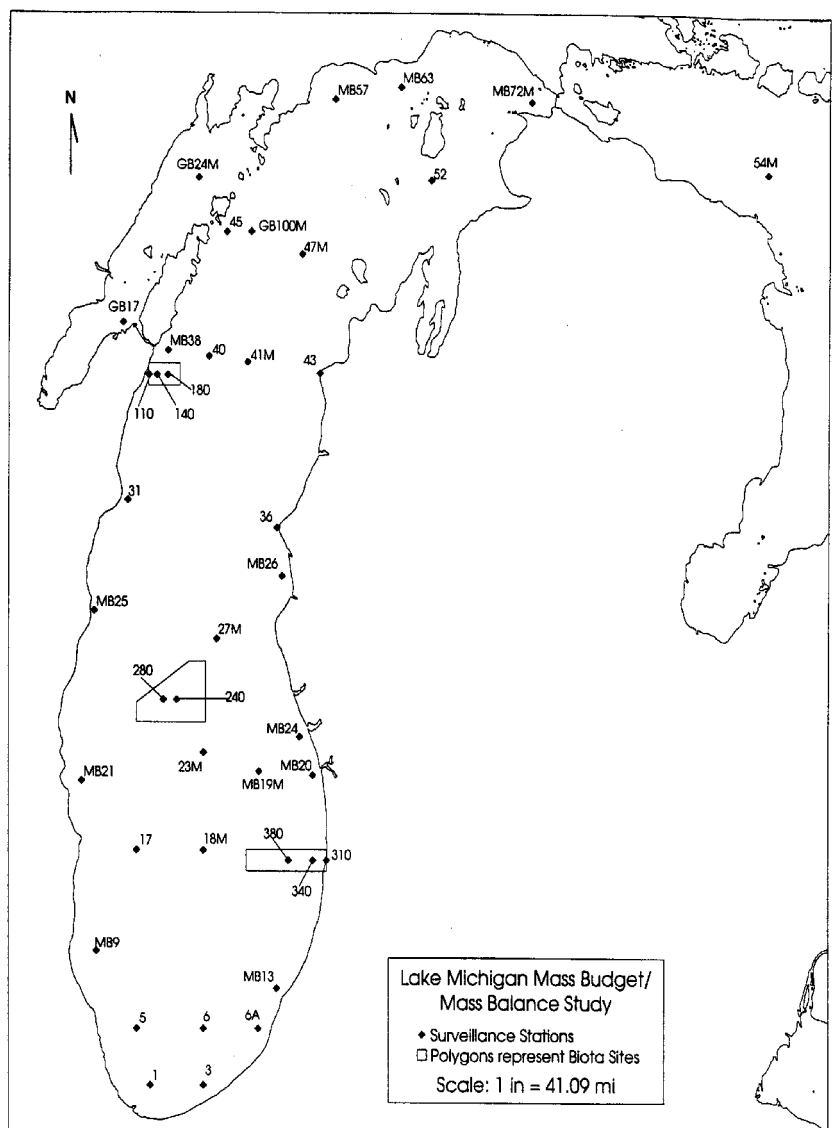 N
MB57
MB63
MB72M
GB24M
52
54M
45
GB100M
47M
GB17
MB38
40
41M
43
110
140
180
31
36
MB26
MB25
27M
280
240
MB24
23M
MB21
MB19M
MB20
17
18M
380
340
310
MB9
MB13
5
6
6A
1
3
Lake Michigan Mass Budget/
Mass Balance Study
Surveillance Stations
Polygons represent Biota Sites
Scale: 1 in = 41.09 mi